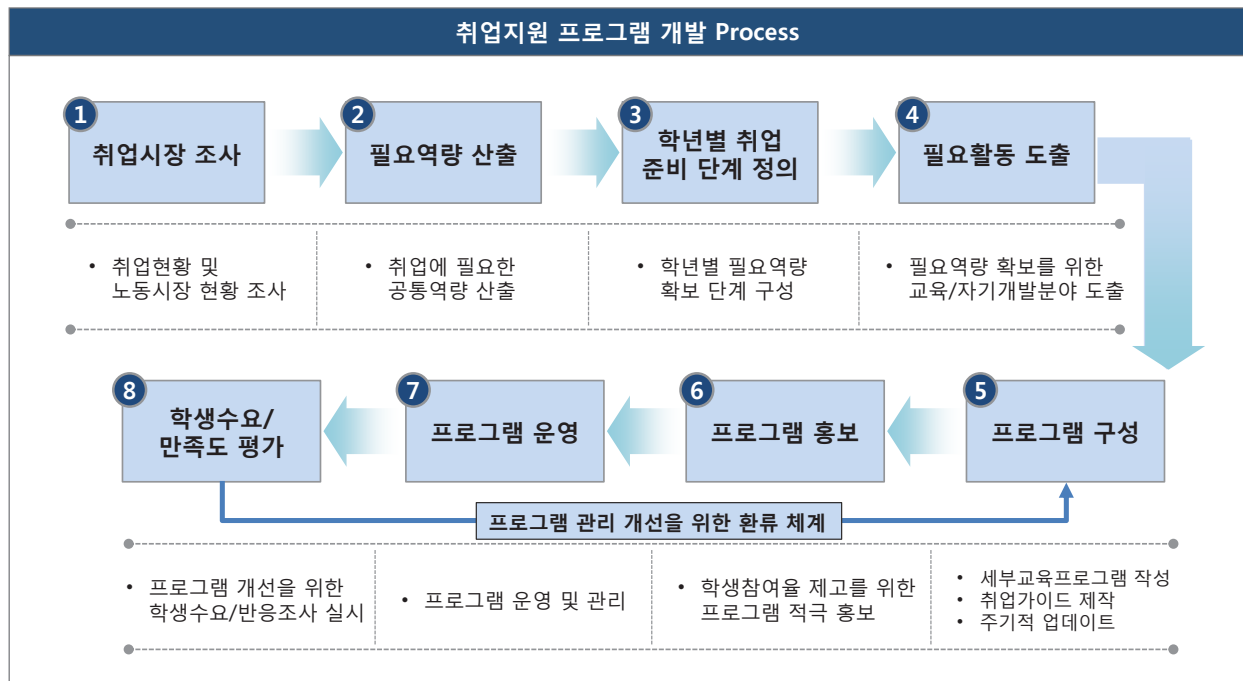 취업지원 프로그램 개발 Process
1
취업시장 조사
2
필요역량 산출
3
학년별 취업
준비 단계 정의
4
필요활동 도출
• 취업현황 및
노동시장 현황 조사
• 취업에 필요한
공통역량 산출
• 학년별 필요역량
확보 단계 구성
• 필요역량 확보를 위한
교육/자기개발분야 도출
8
학생수요/
만족도 평가
7
프로그램 운영
6
프로그램 홍보
5
프로그램 구성
프로그램 관리 개선을 위한 환류 체계
• 프로그램 개선을 위한
학생수요/반응조사 실시
• 프로그램 운영 및 관리
• 학생참여율 제고를 위한
프로그램 적극 홍보
• 세부교육프로그램 작성
• 취업가이드 제작
• 주기적 업데이트